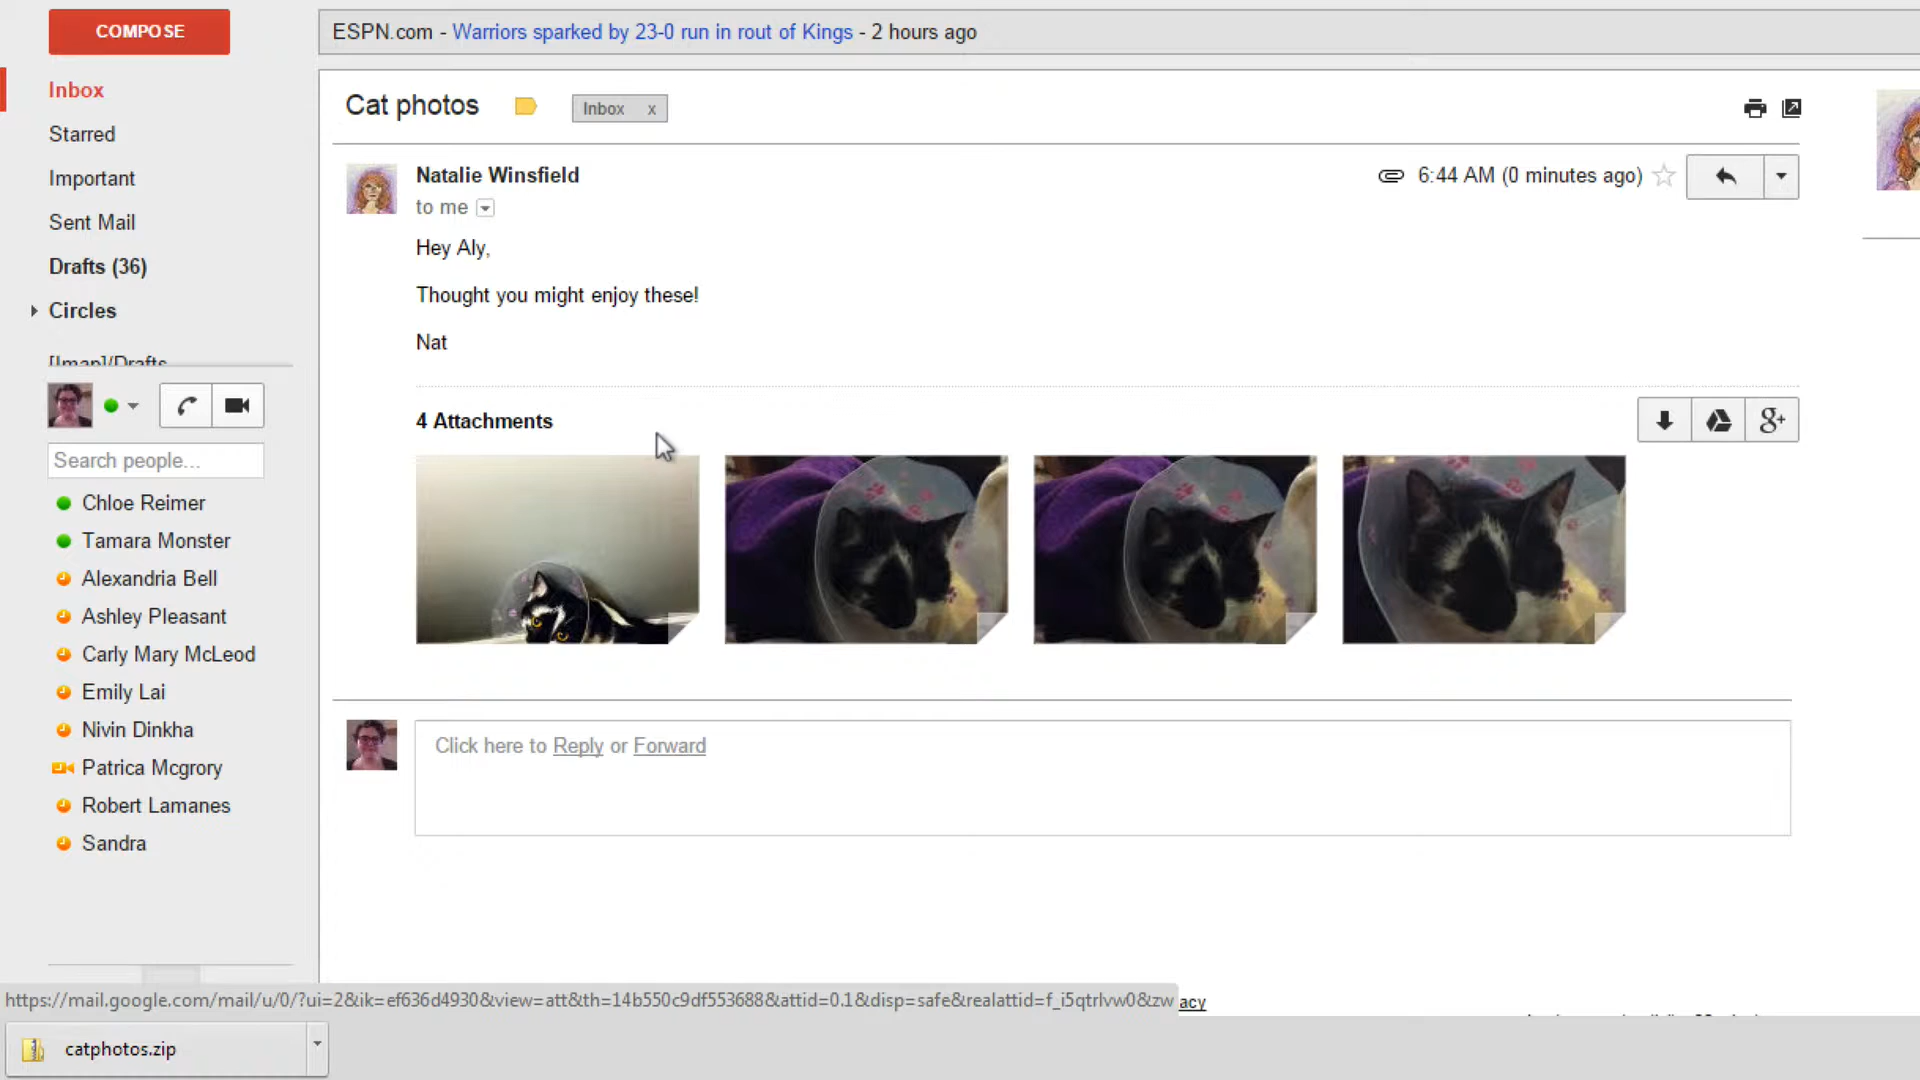 COMPOSE
Inbox
Starred
Important
Sent Mail
Drafts (36)
Circles
[Imap]/Drafts
Search people...
Chloe Reimer
Tamara Monster
Alexandria Bell
Ashley Pleasant
Carly Mary McLeod
Emily Lai
Nivin Dinkha
Patrica Mcgrory
Robert Lamanes
Sandra
ESPN.com - Warriors sparked by 23-0 run in rout of Kings - 2 hours ago
Cat photos Inbox x
Natalie Winsfield 6:44 AM (0 minutes ago)
to me
Hey Aly,
Thought you might enjoy these!
Nat
4 Attachments g+
Click here to Reply or Forward
https://mail.google.com/mail/u/0/?ui=2&ik=ef636d4930&view=att&th=14b550c9df553688&attid=0.1&disp=safe&realattid=f_i5qtrlvw0&zw acy
catphotos.zip